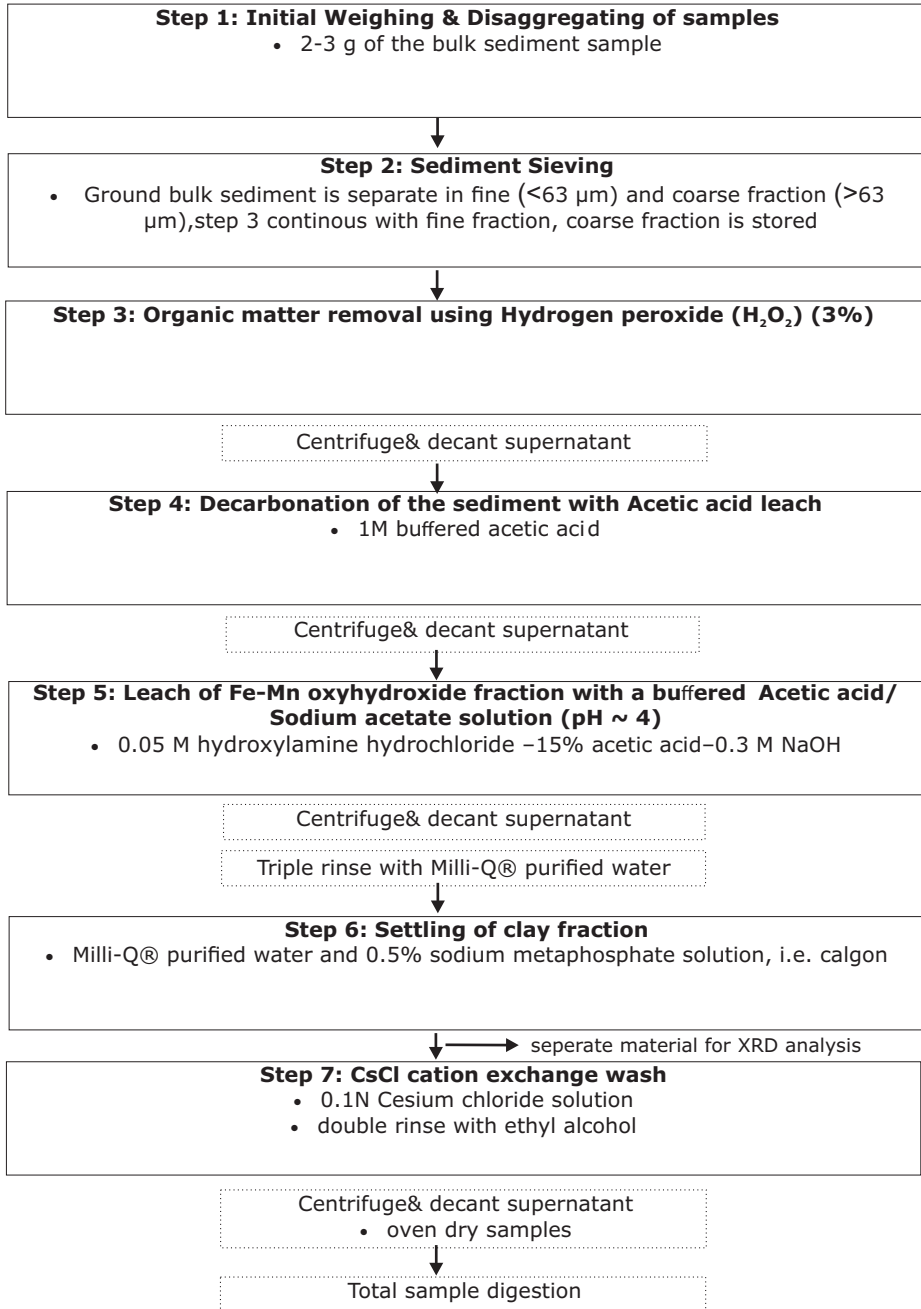 Step 1: Initial Weighing & Disaggregating of samples
• 2-3 g of the bulk sediment sample
Step 2: Sediment Sieving
• Ground bulk sediment is separate in fine (<63 µm) and coarse fraction (>63
µm),step 3 continous with fine fraction, coarse fraction is stored
Step 3: Organic matter removal using Hydrogen peroxide (H₂O₂) (3%)
Centrifuge& decant supernatant
Step 4: Decarbonation of the sediment with Acetic acid leach
• 1M buffered acetic acid
Centrifuge& decant supernatant
Step 5: Leach of Fe-Mn oxyhydroxide fraction with a buffered Acetic acid/
Sodium acetate solution (pH ~ 4)
• 0.05 M hydroxylamine hydrochloride –15% acetic acid–0.3 M NaOH
Centrifuge& decant supernatant
Triple rinse with Milli-Q® purified water
Step 6: Settling of clay fraction
• Milli-Q® purified water and 0.5% sodium metaphosphate solution, i.e. calgon
seperate material for XRD analysis
Step 7: CsCl cation exchange wash
• 0.1N Cesium chloride solution
• double rinse with ethyl alcohol
Centrifuge& decant supernatant
• oven dry samples
Total sample digestion